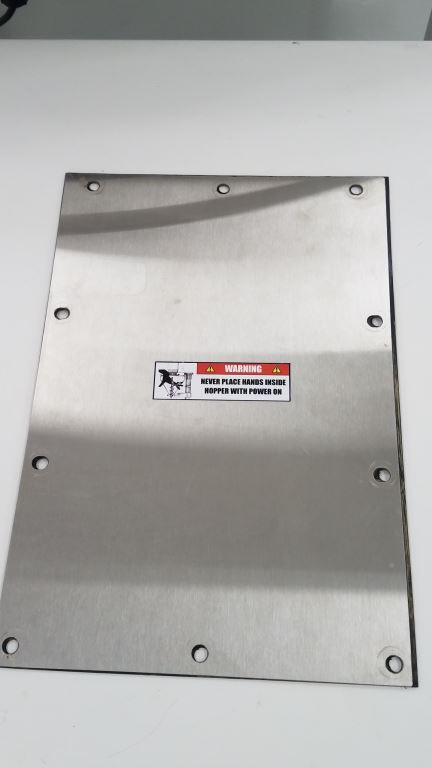 WARNING
NEVER PLACE HANDS INSIDE
HOPPER WITH POWER ON